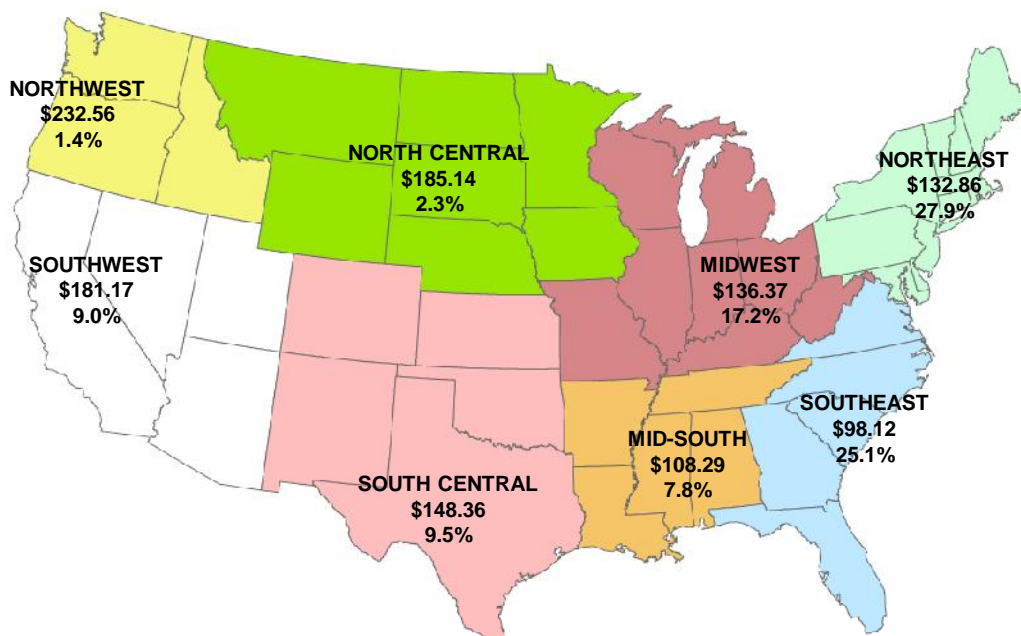 NORTHWEST
$232.56
1.4%
NORTH CENTRAL
$185.14
2.3%
NORTHEAST
$132.86
27.9%
SOUTHWEST
$181.17
9.0%
MIDWEST
$136.37
17.2%
SOUTHEAST
$98.12
25.1%
MID-SOUTH
$108.29
7.8%
SOUTH CENTRAL
$148.36
9.5%